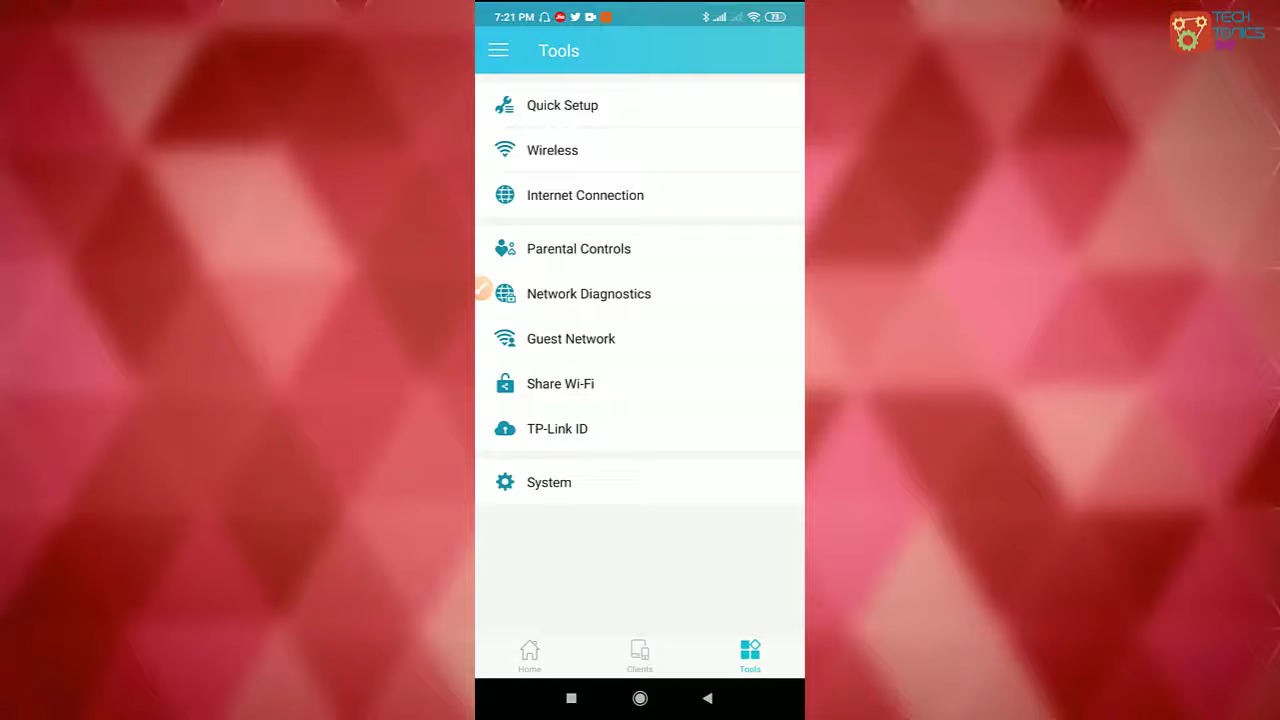 7:21 PM
73
TECH
TONICS
Tools
Quick Setup
Wireless
Internet Connection
Parental Controls
Network Diagnostics
Guest Network
Share Wi-Fi
TP-Link ID
System
Home
Clients
Tools